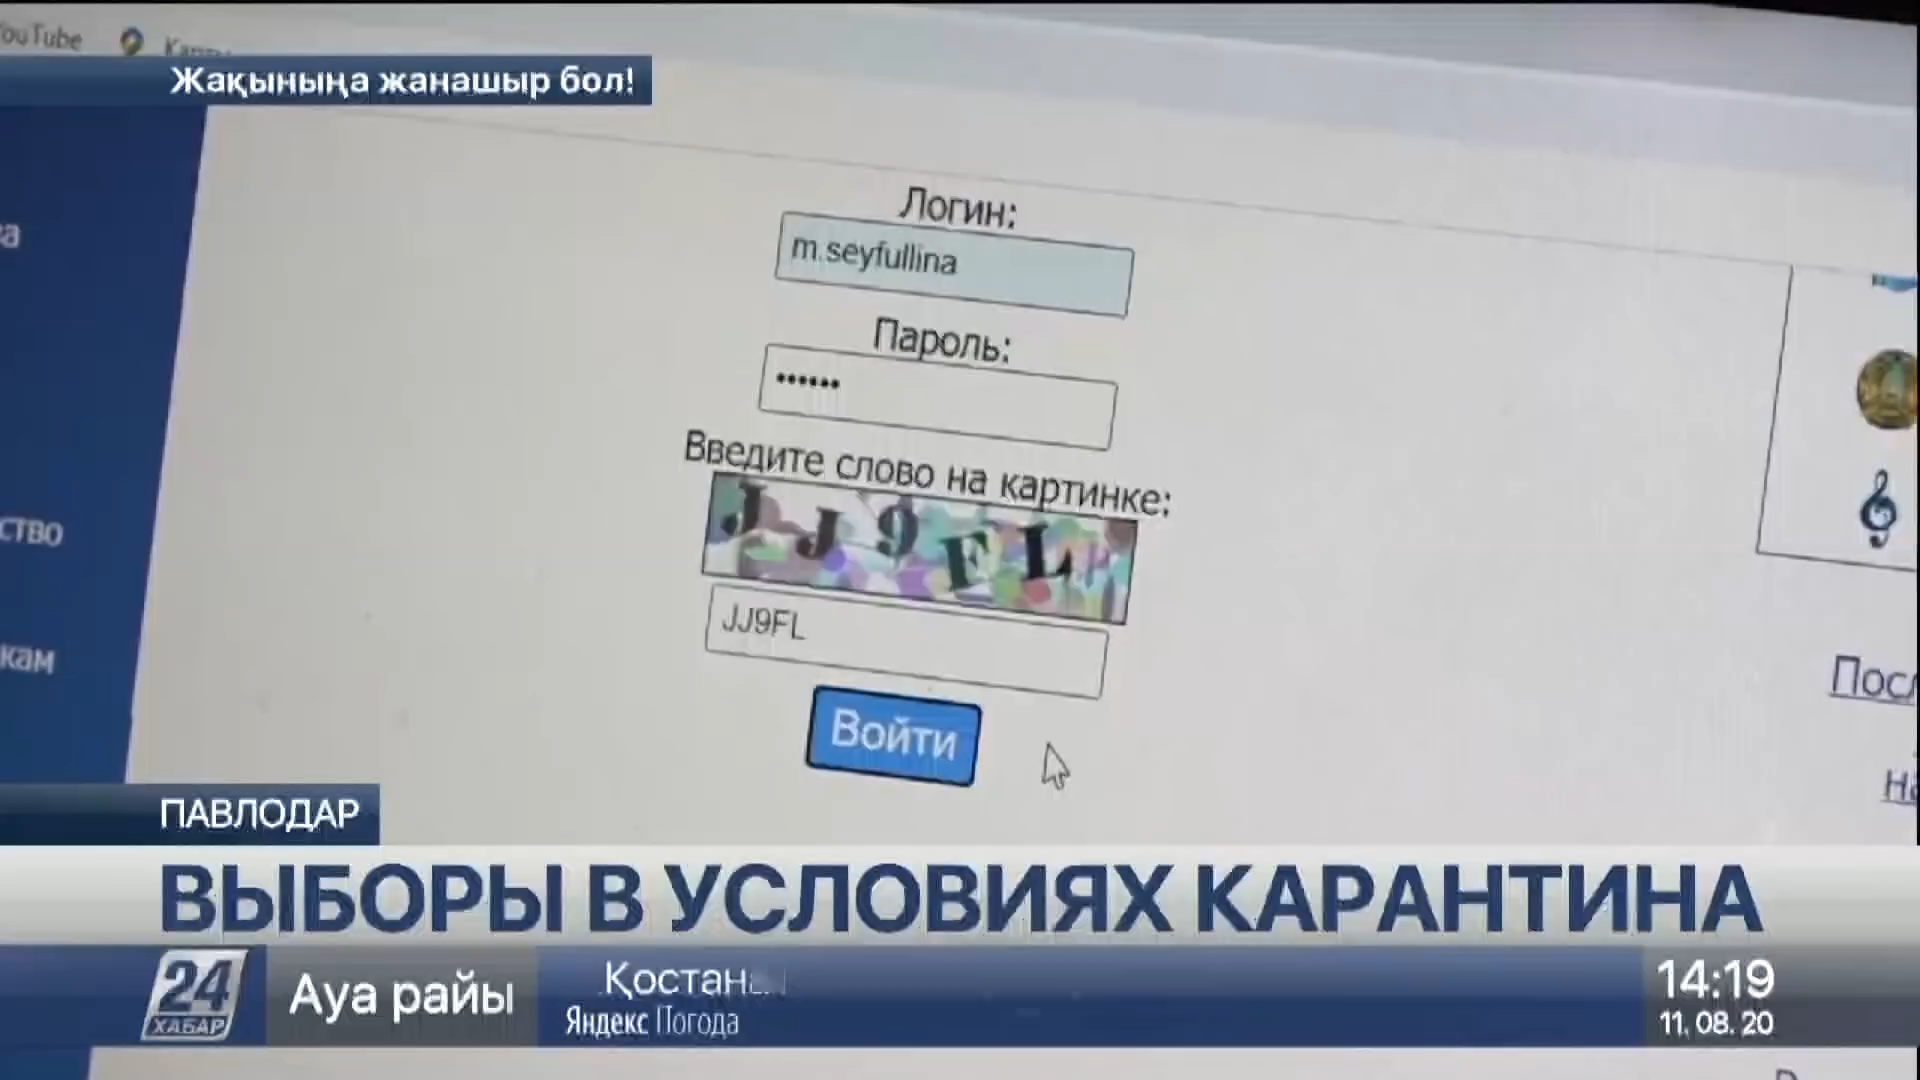 YouTube
Жақыныңа жанашыр бол!
Логин:
m.seyfullina
Пароль:
••••••
Введите слово на картинке:
JJ9FL
JJ9FL
Войти
ство
кам
ПАВЛОДАР
ВЫБОРЫ В УСЛОВИЯХ КАРАНТИНА
24
ХАБАР
Ауа райы
Қостанай
Яндекс Погода
14:19
11. 08. 20